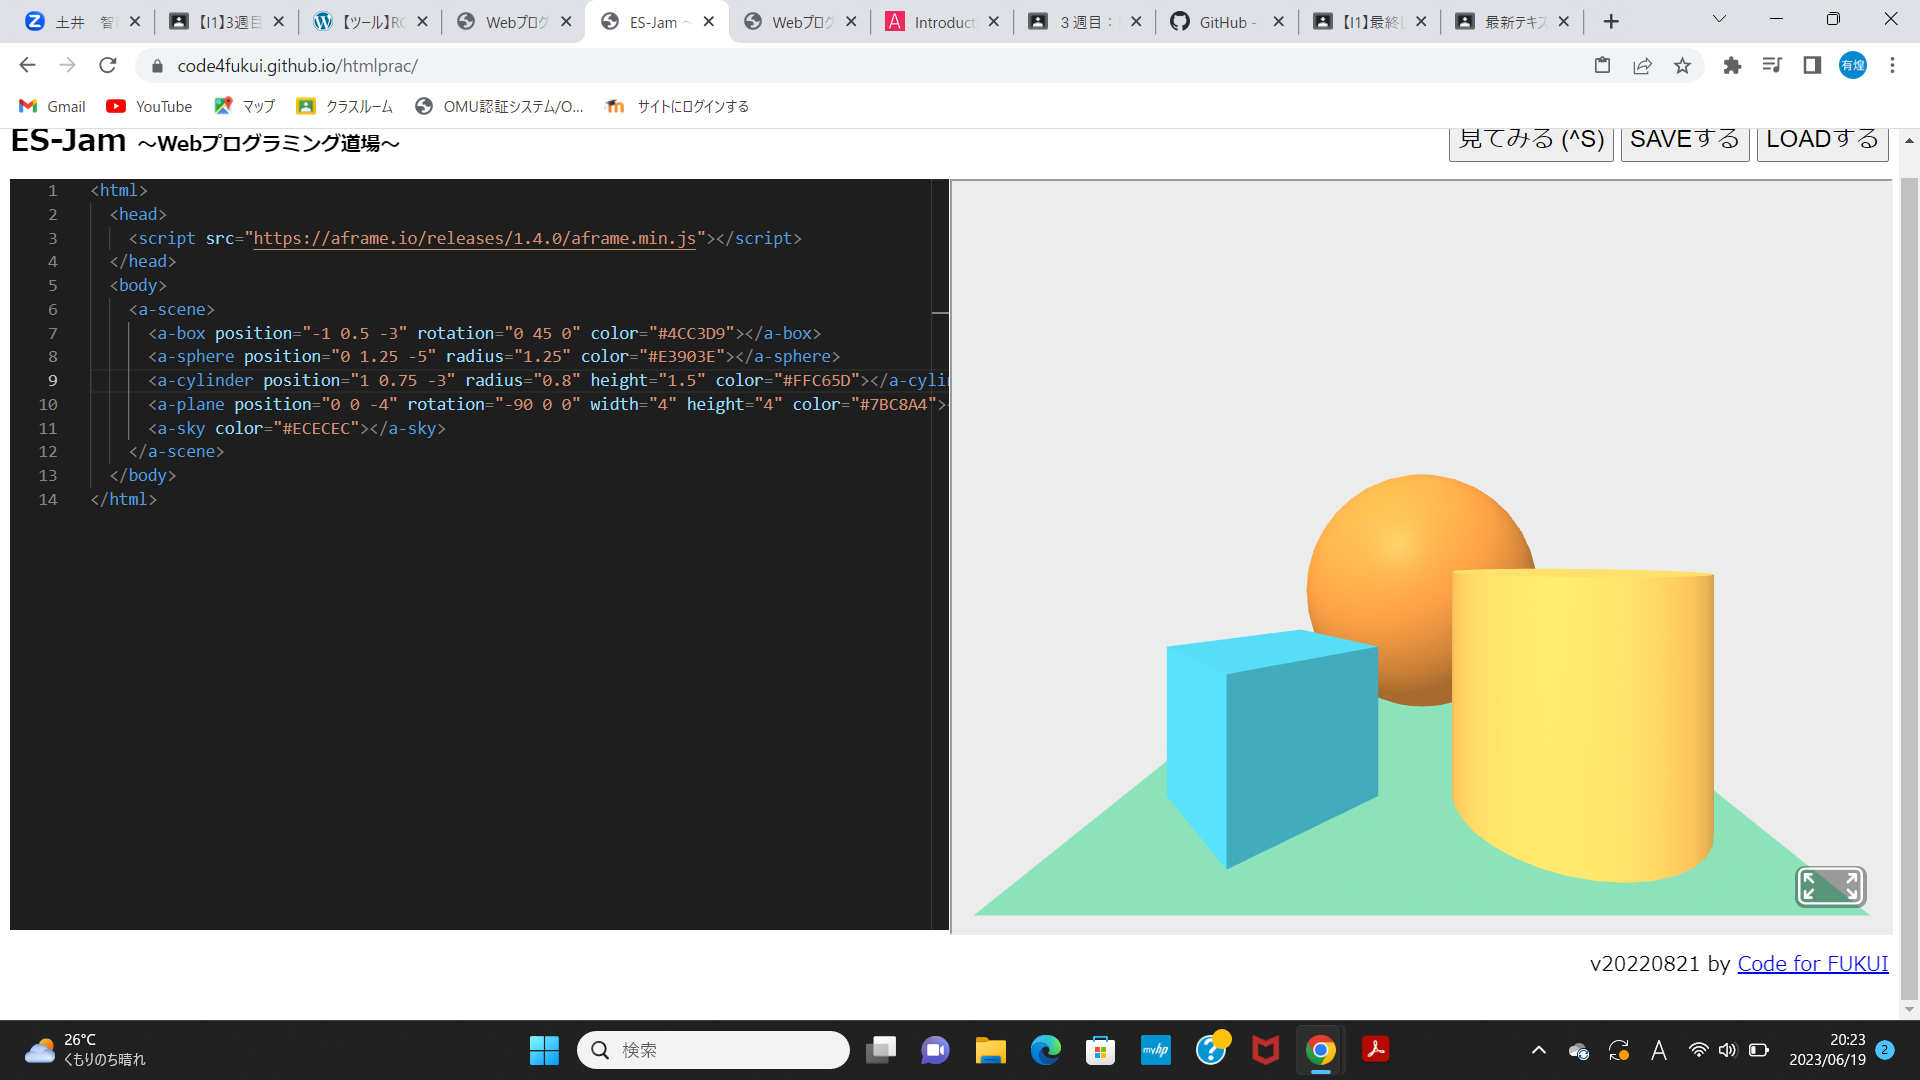 土井 智
【I1】3週目
【ツール】RC
Webプログ
ES-Jam ～
Webプログ
Introduct
３週目：
GitHub -
【I1】最終
最新テキス
code4fukui.github.io/htmlprac/
有煌
Gmail
YouTube
マップ
クラスルーム
OMU認証システム/O...
サイトにログインする
ES-Jam ～Webプログラミング道場～
見てみる (^S)
SAVEする
LOADする
1 <html>
2 <head>
3 <script src="https://aframe.io/releases/1.4.0/aframe.min.js"></script>
4 </head>
5 <body>
6 <a-scene>
7 <a-box position="-1 0.5 -3" rotation="0 45 0" color="#4CC3D9"></a-box>
8 <a-sphere position="0 1.25 -5" radius="1.25" color="#E3903E"></a-sphere>
9 <a-cylinder position="1 0.75 -3" radius="0.8" height="1.5" color="#FFC65D"></a-cylin
10 <a-plane position="0 0 -4" rotation="-90 0 0" width="4" height="4" color="#7BC8A4"><
11 <a-sky color="#ECECEC"></a-sky>
12 </a-scene>
13 </body>
14 </html>
v20220821 by Code for FUKUI
26°C
くもりのち晴れ
検索
myhp
A
20:23
2023/06/19
2